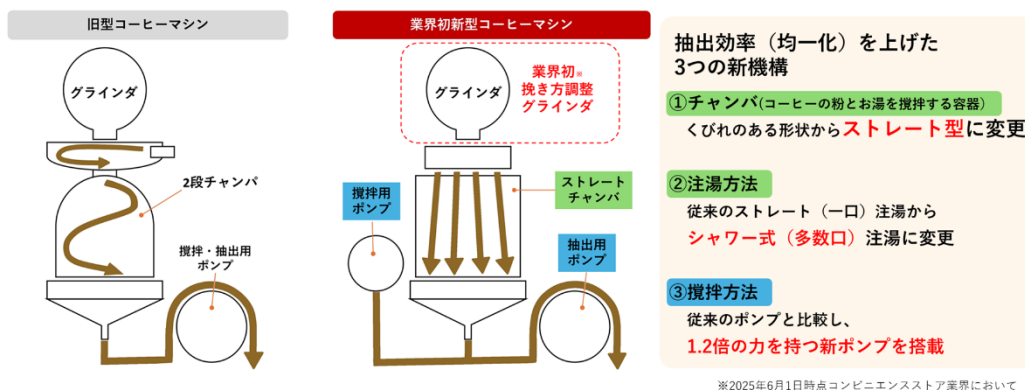 旧型コーヒーマシン
グラインダ
2段チャンバ
撹拌・抽出用
ポンプ
業界初新型コーヒーマシン
グラインダ
業界初※
挽き方調整
グラインダ
撹拌用
ポンプ
ストレート
チャンバ
抽出用
ポンプ
抽出効率（均一化）を上げた
3つの新機構
①チャンバ(コーヒーの粉とお湯を撹拌する容器)
くびれのある形状からストレート型に変更
②注湯方法
従来のストレート（一口）注湯から
シャワー式（多数口）注湯に変更
③撹拌方法
従来のポンプと比較し、
1.2倍の力を持つ新ポンプを搭載
※2025年6月1日時点コンビニエンスストア業界において